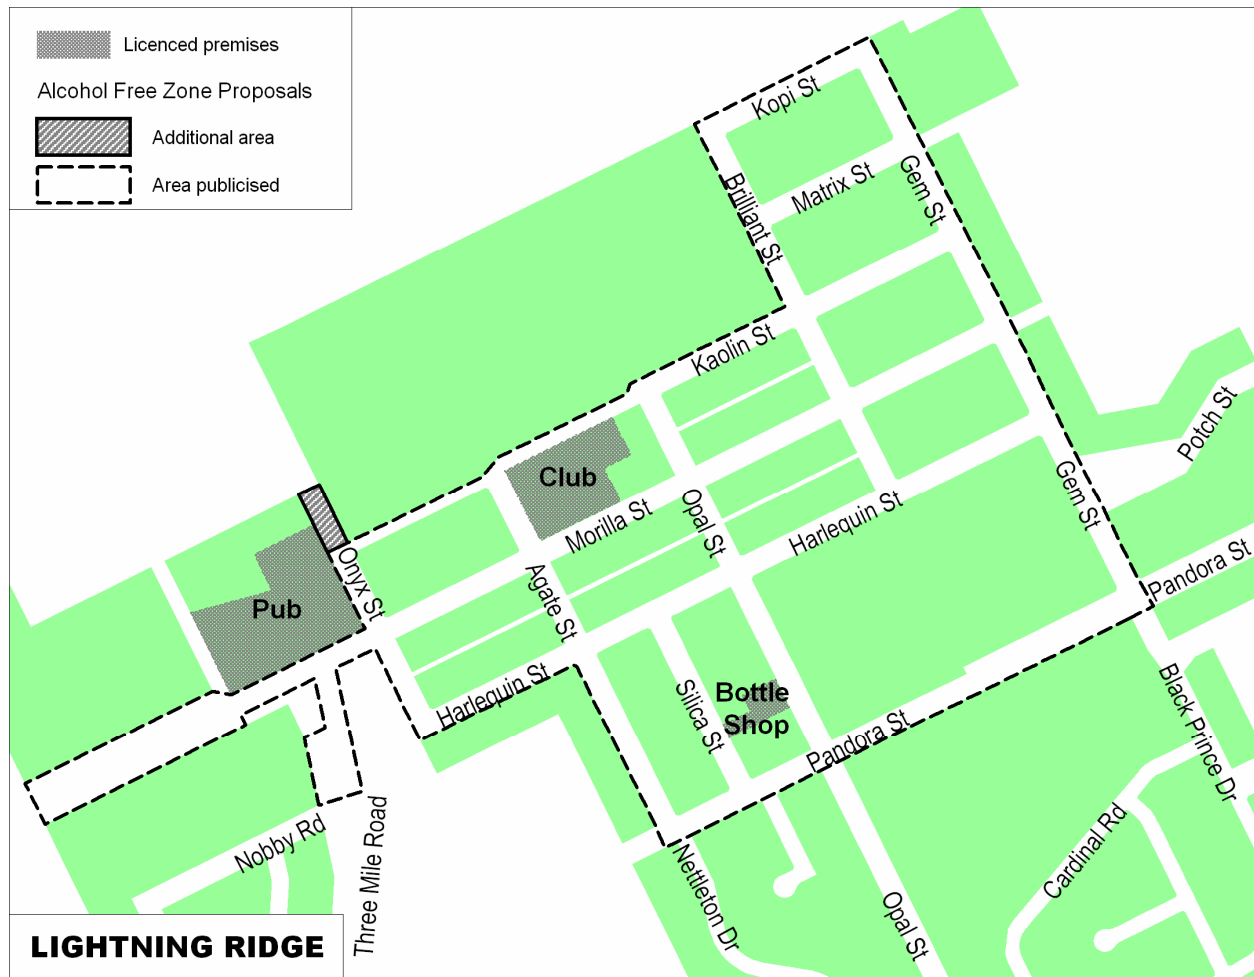 Licenced premises
Alcohol Free Zone Proposals
Additional area
Area publicised
Kopi St
Matrix St
Gem St
Brilliant St
Kaolin St
Potch St
Club
Morilla St
Opal St
Harlequin St
Gem St
Onyx St
Pub
Agate St
Pandora St
Harlequin St
Silica St
Bottle
Shop
Pandora St
Black Prince Dr
Nobby Rd
Three Mile Road
Cardinal Rd
Nettleton Dr
Opal St
LIGHTNING RIDGE